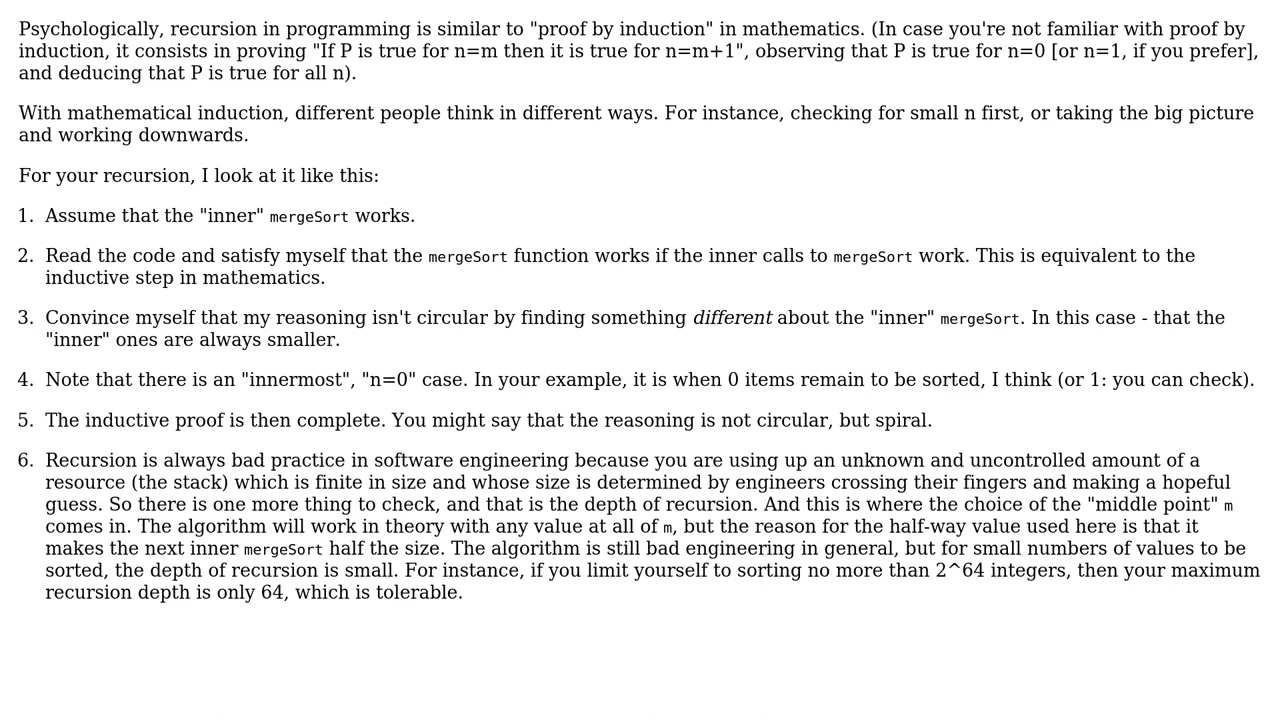 Psychologically, recursion in programming is similar to "proof by induction" in mathematics. (In case you're not familiar with proof by
induction, it consists in proving "If P is true for n=m then it is true for n=m+1", observing that P is true for n=0 [or n=1, if you prefer],
and deducing that P is true for all n).
With mathematical induction, different people think in different ways. For instance, checking for small n first, or taking the big picture
and working downwards.
For your recursion, I look at it like this:
1. Assume that the "inner" mergeSort works.
2. Read the code and satisfy myself that the mergeSort function works if the inner calls to mergeSort work. This is equivalent to the
inductive step in mathematics.
3. Convince myself that my reasoning isn't circular by finding something different about the "inner" mergeSort. In this case - that the
"inner" ones are always smaller.
4. Note that there is an "innermost", "n=0" case. In your example, it is when 0 items remain to be sorted, I think (or 1: you can check).
5. The inductive proof is then complete. You might say that the reasoning is not circular, but spiral.
6. Recursion is always bad practice in software engineering because you are using up an unknown and uncontrolled amount of a
resource (the stack) which is finite in size and whose size is determined by engineers crossing their fingers and making a hopeful
guess. So there is one more thing to check, and that is the depth of recursion. And this is where the choice of the "middle point" m
comes in. The algorithm will work in theory with any value at all of m, but the reason for the half-way value used here is that it
makes the next inner mergeSort half the size. The algorithm is still bad engineering in general, but for small numbers of values to be
sorted, the depth of recursion is small. For instance, if you limit yourself to sorting no more than 2^64 integers, then your maximum
recursion depth is only 64, which is tolerable.